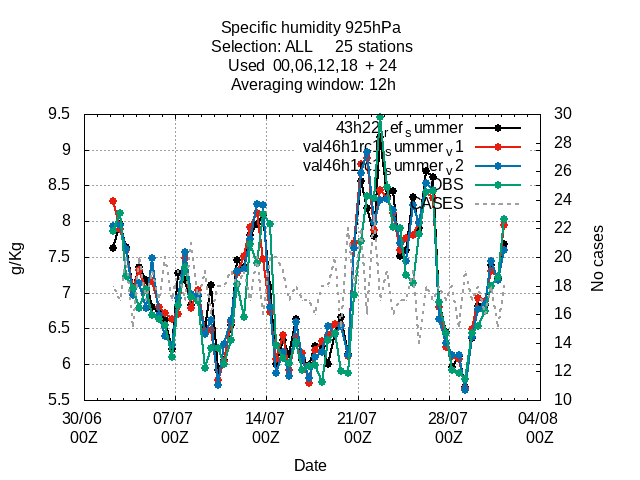 Specific humidity 925hPa
Selection: ALL 25 stations
Used 00,06,12,18 + 24
Averaging window: 12h
43h22_ref_summer
val46h1rc1_summer_v1
val46h1rc1_summer_v2
OBS
CASES
9.5
9
8.5
8
7.5
7
6.5
6
5.5
30
28
26
24
22
20
18
16
14
12
10
g/Kg
No cases
30/06 07/07 14/07 21/07 28/07 04/08
00Z 00Z 00Z 00Z 00Z 00Z
Date